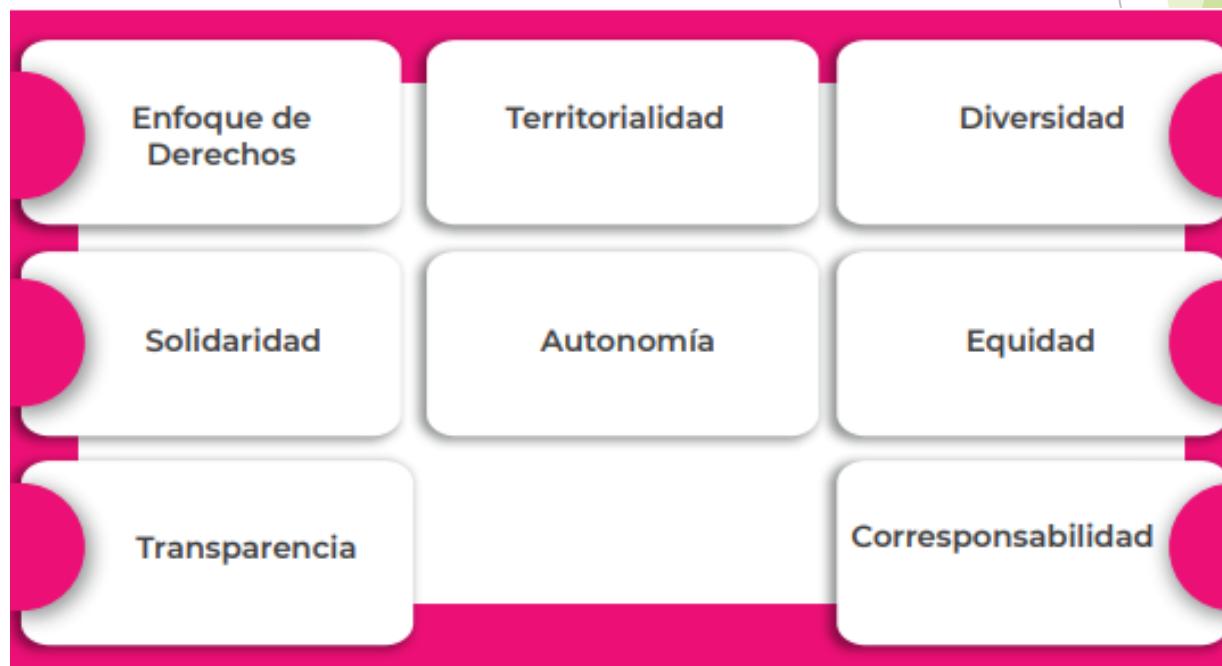 Enfoque de
Derechos
Territorialidad
Diversidad
Solidaridad
Autonomía
Equidad
Transparencia
Corresponsabilidad